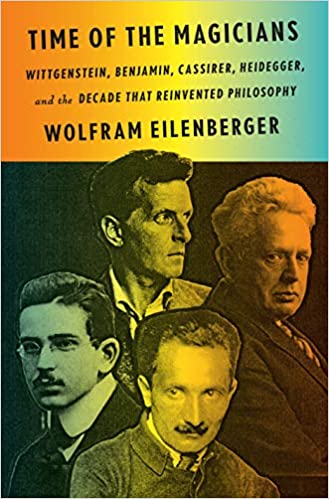 TIME OF THE MAGICIANS
WITTGENSTEIN, BENJAMIN, CASSIRER, HEIDEGGER,
and the DECADE THAT REINVENTED PHILOSOPHY
WOLFRAM EILENBERGER